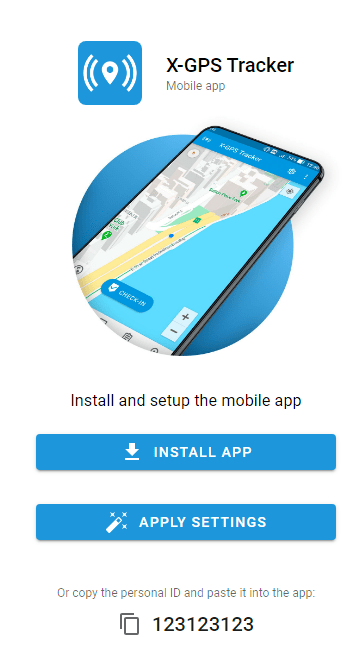 X-GPS Tracker
Mobile app
X-GPS Tracker
CHECK-IN
Install and setup the mobile app
INSTALL APP
APPLY SETTINGS
Or copy the personal ID and paste it into the app:
123123123